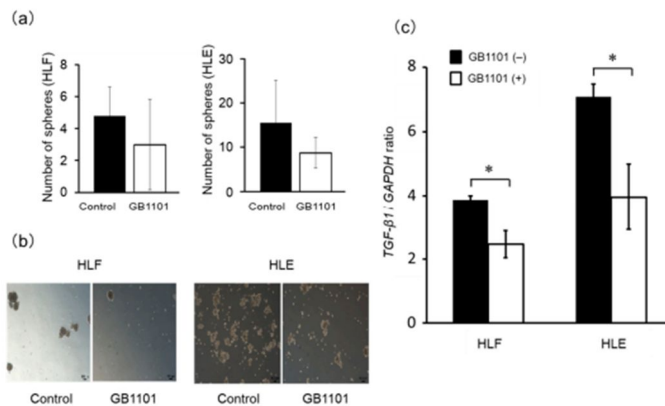 (a)
Number of spheres (HLF)
8
6
4
2
0
Control GB1101
Number of spheres (HLE)
30
20
10
0
Control GB1101
(b)
HLF
HLE
Control GB1101
Control GB1101
(c)
GB1101 (−)
GB1101 (+)
TGF-β1 / GAPDH ratio
8
6
4
2
0
*
*
HLF
HLE